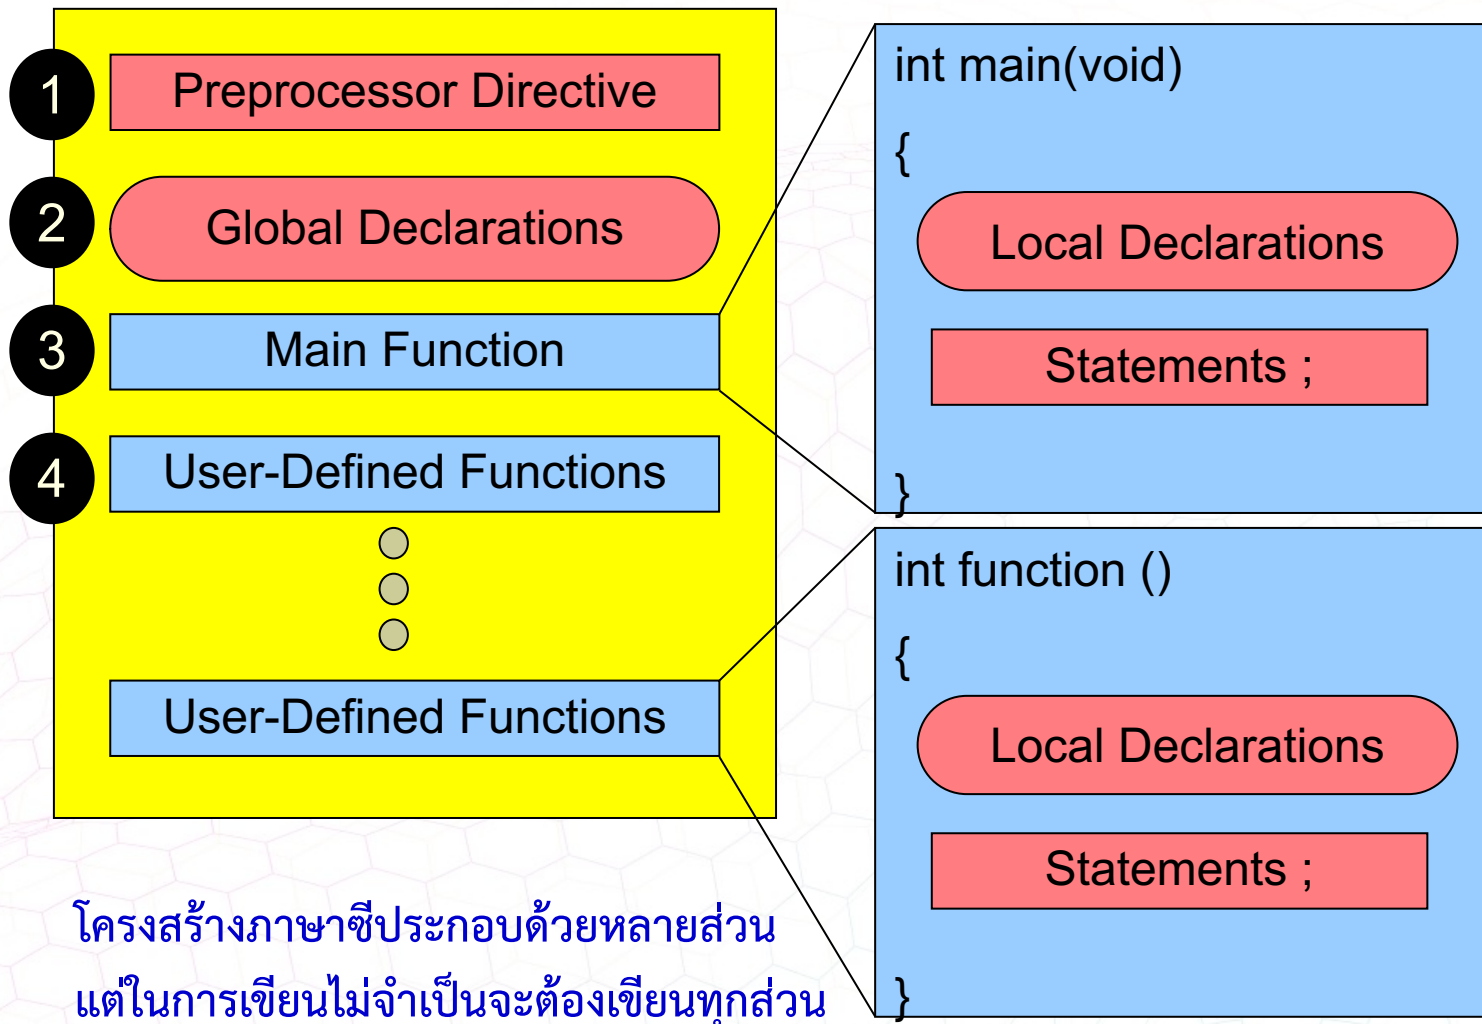 1
Preprocessor Directive
2
Global Declarations
3
Main Function
4
User-Defined Functions
User-Defined Functions
int main(void)
{
Local Declarations
Statements ;
}
int function ()
{
Local Declarations
Statements ;
}
โครงสร้างภาษาซีประกอบด้วยหลายส่วน
แต่ในการเขียนไม่จำเป็นจะต้องเขียนทุกส่วน